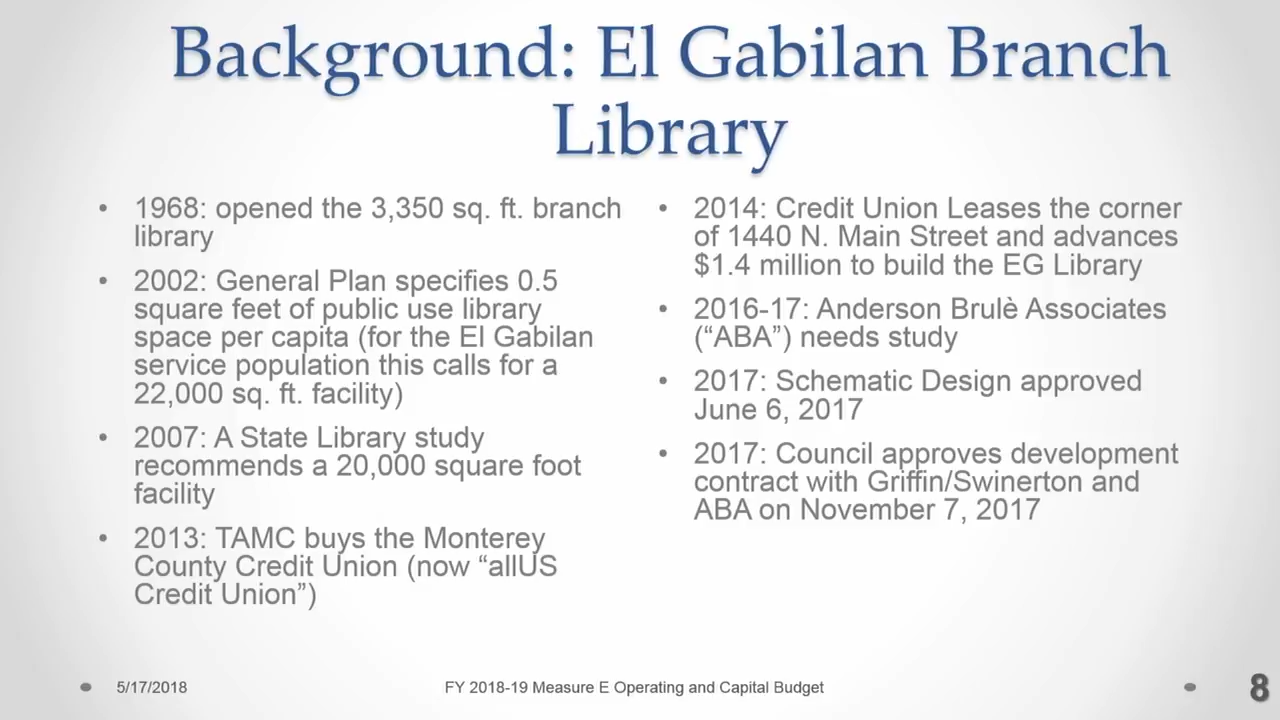 Background: El Gabilan Branch
Library
• 1968: opened the 3,350 sq. ft. branch
library
• 2002: General Plan specifies 0.5
square feet of public use library
space per capita (for the El Gabilan
service population this calls for a
22,000 sq. ft. facility)
• 2007: A State Library study
recommends a 20,000 square foot
facility
• 2013: TAMC buys the Monterey
County Credit Union (now “allUS
Credit Union”)
• 2014: Credit Union Leases the corner
of 1440 N. Main Street and advances
$1.4 million to build the EG Library
• 2016-17: Anderson Brulè Associates
(“ABA”) needs study
• 2017: Schematic Design approved
June 6, 2017
• 2017: Council approves development
contract with Griffin/Swinerton and
ABA on November 7, 2017
5/17/2018
FY 2018-19 Measure E Operating and Capital Budget
8